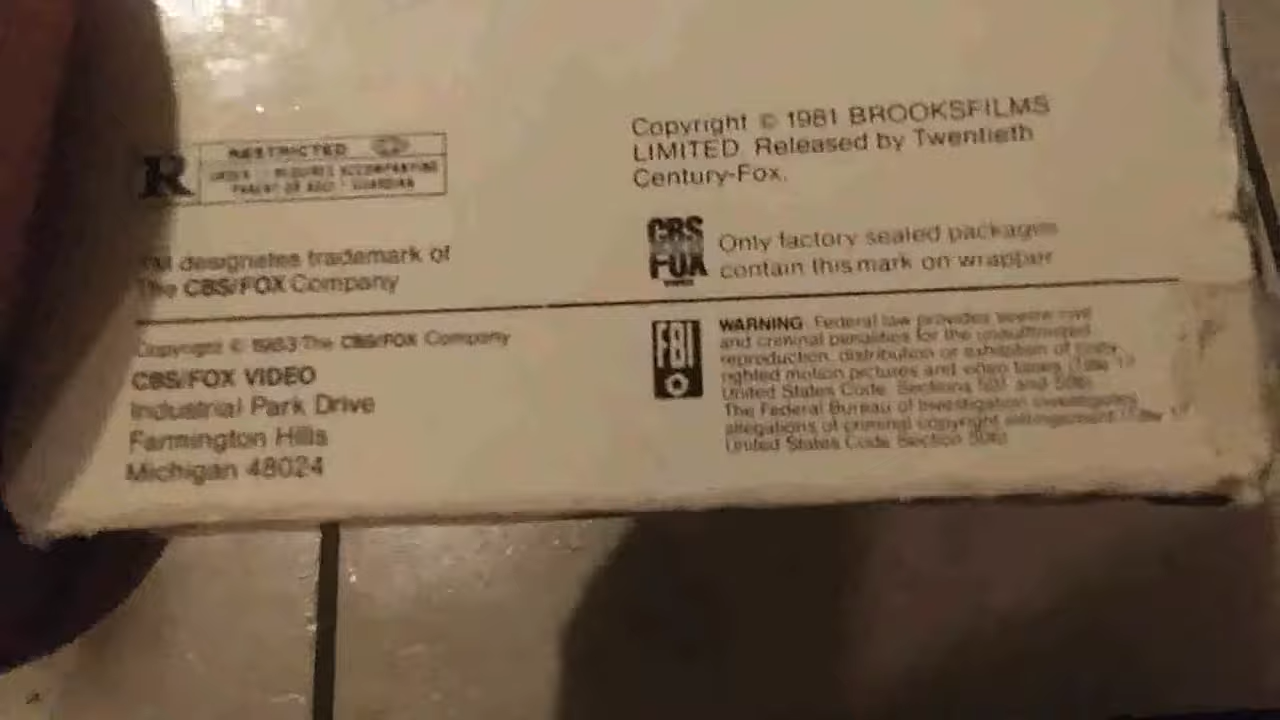 R
RESTRICTED
Copyright © 1981 BROOKSFILMS
LIMITED. Released by Twentieth
Century-Fox.
CBS
FOX
Only factory sealed packages
contain this mark on wrapper
designates trademark of
The CBS/FOX Company
Copyright © 1983 The CBS/FOX Company
CBS/FOX VIDEO
Industrial Park Drive
Farmington Hills
Michigan 48024
FBI
WARNING: Federal law provides severe civil
and criminal penalties for the unauthorized
reproduction, distribution or exhibition of
righted motion pictures and video tapes
United States Code, Sections 501 and 506)
The Federal Bureau of Investigation investigates
allegations of criminal copyright infringement
United States Code Section 506)